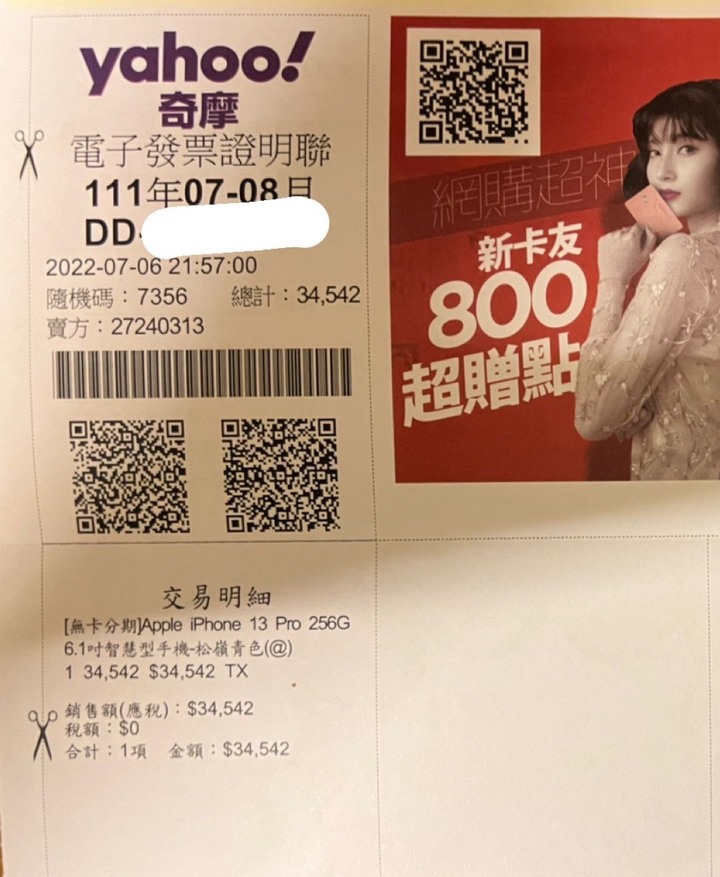 yahoo!
奇摩
電子發票證明聯
111年07-08月
DD-
2022-07-06 21:57:00
隨機碼：7356 總計：34,542
賣方：27240313
網購超神
新卡友
800
超贈點
交易明細
[無卡分期]Apple iPhone 13 Pro 256G
6.1吋智慧型手機-松嶺青色(@)
1 34,542 $34,542 TX
銷售額(應稅)：$34,542
稅額：$0
合計：1項 金額：$34,542